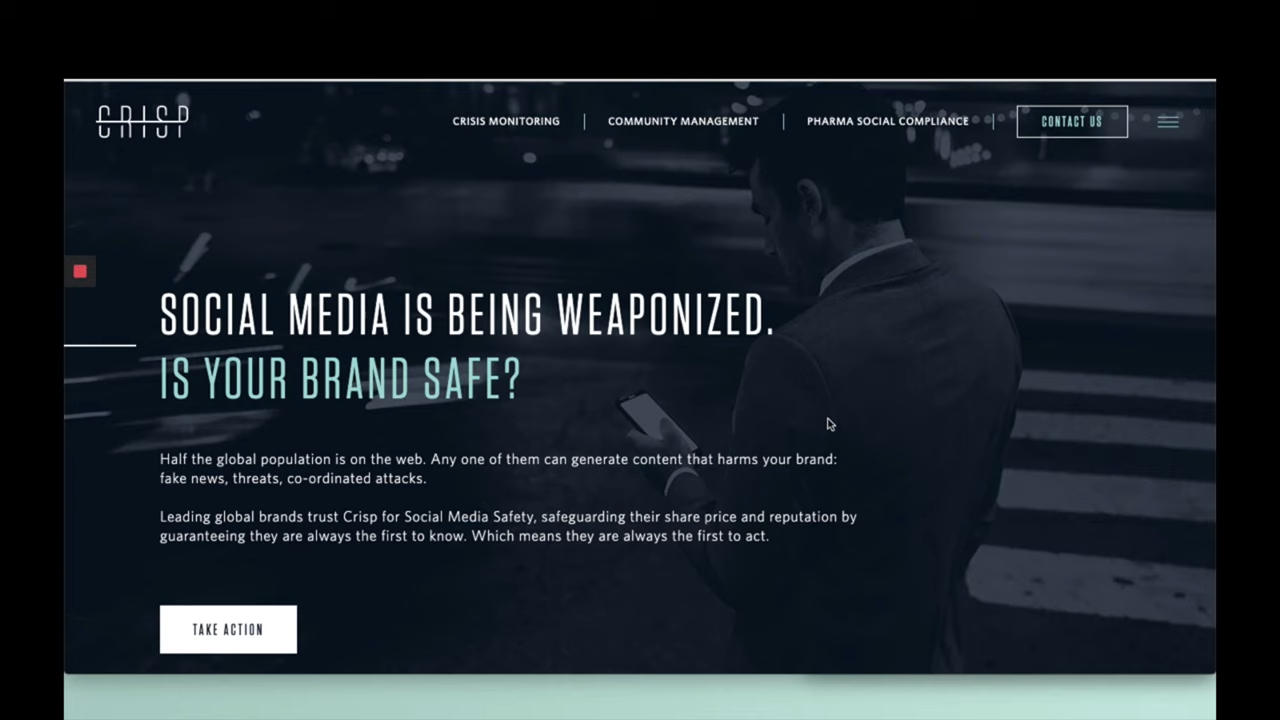 CRISP
CRISIS MONITORING
COMMUNITY MANAGEMENT
PHARMA SOCIAL COMPLIANCE
CONTACT US
SOCIAL MEDIA IS BEING WEAPONIZED.
IS YOUR BRAND SAFE?
Half the global population is on the web. Any one of them can generate content that harms your brand:
fake news, threats, co-ordinated attacks.
Leading global brands trust Crisp for Social Media Safety, safeguarding their share price and reputation by
guaranteeing they are always the first to know. Which means they are always the first to act.
TAKE ACTION